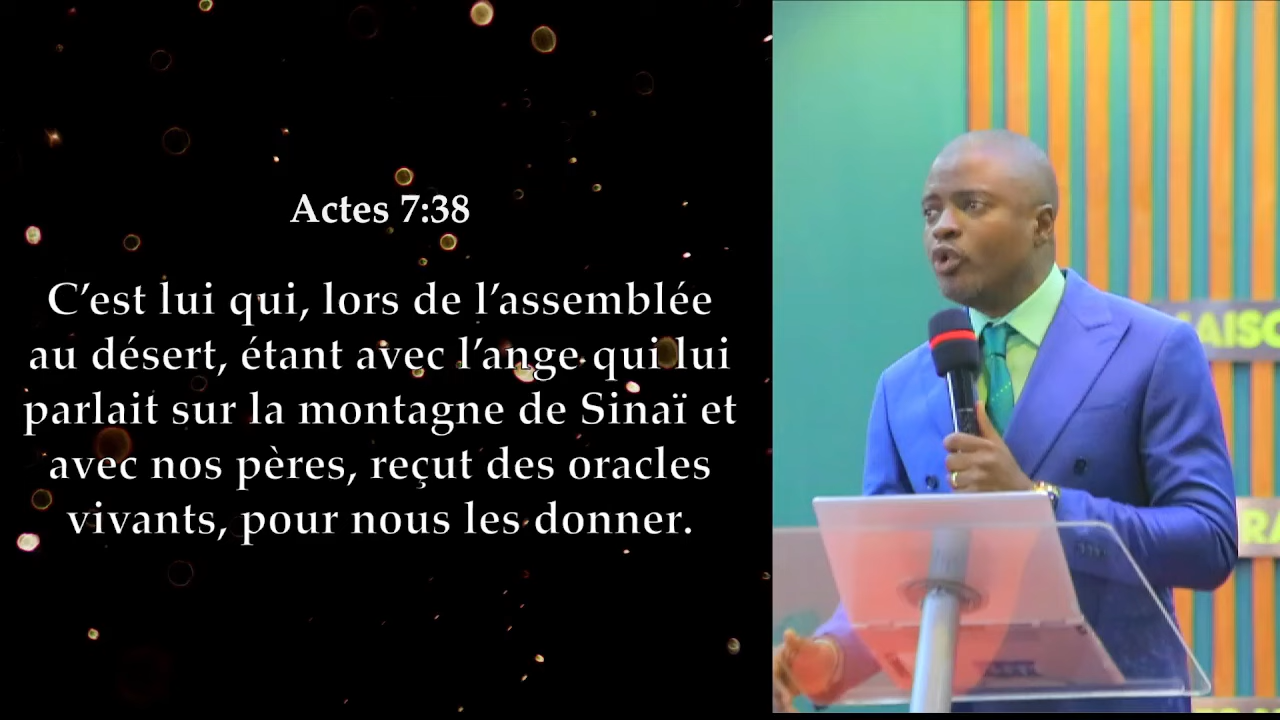 Actes 7:38
C’est lui qui, lors de l’assemblée
au désert, étant avec l’ange qui lui
parlait sur la montagne de Sinaï et
avec nos pères, reçut des oracles
vivants, pour nous les donner.